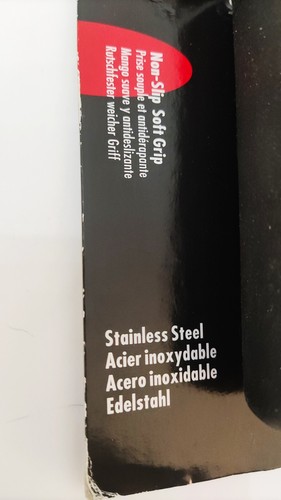 Non-Slip Soft Grip
Prise souple et antidérapante
Mango suave y antideslizante
Rutschfester weicher Griff
Stainless Steel
Acier inoxydable
Acero inoxidable
Edelstahl